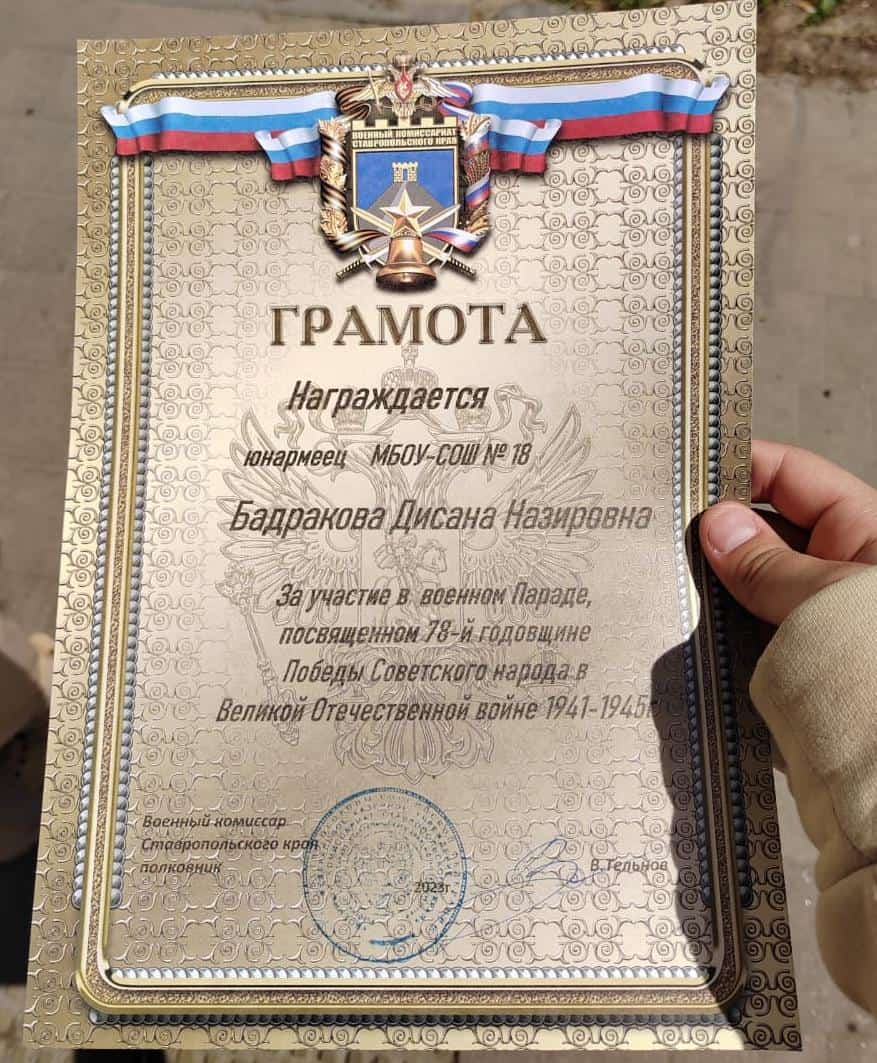 ВОЕННЫЙ КОМИССАРИАТ
СТАВРОПОЛЬСКОГО КРАЯ
ГРАМОТА
Награждается
юнармеец МБОУ-СОШ № 18
Бадракова Дисана Назировна
За участие в военном Параде,
посвященном 78-й годовщине
Победы Советского народа в
Великой Отечественной войне 1941-1945г
Военный комиссар
Ставропольского края
полковник
2023г.
В.Тельнов